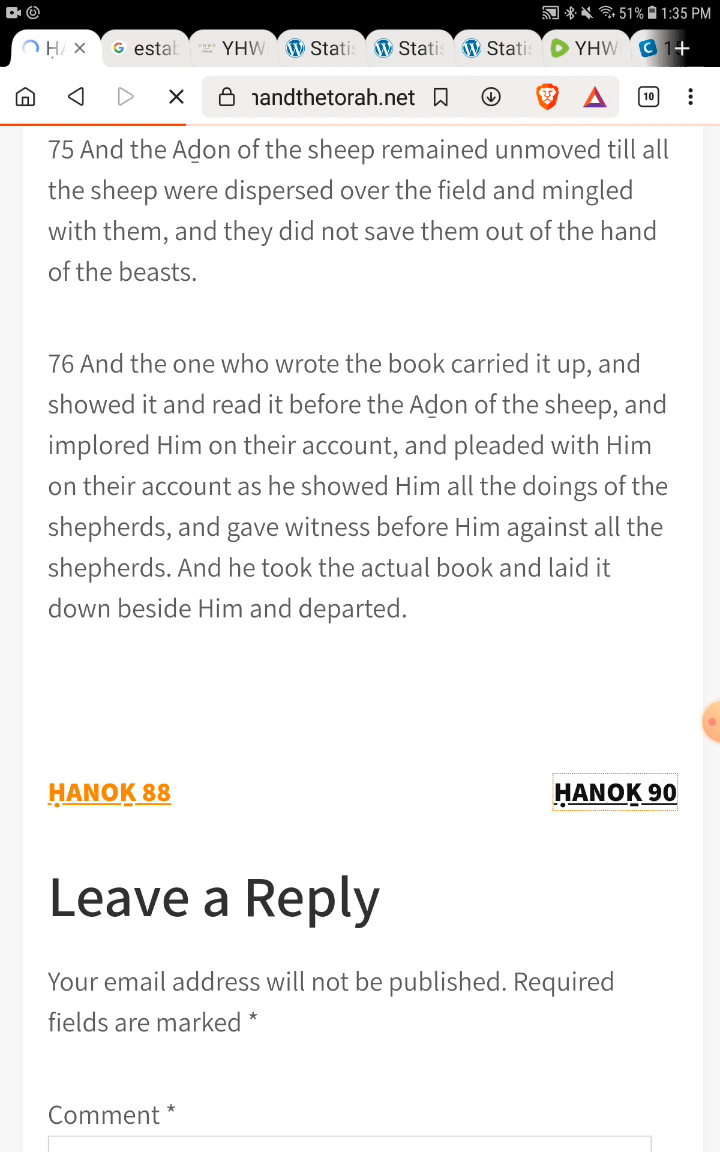 51% 1:35 PM
estab
YHW
Statis
Statis
Statis
YHW
1
handthetorah.net 10
75 And the Aḏon of the sheep remained unmoved till all
the sheep were dispersed over the field and mingled
with them, and they did not save them out of the hand
of the beasts.
76 And the one who wrote the book carried it up, and
showed it and read it before the Aḏon of the sheep, and
implored Him on their account, and pleaded with Him
on their account as he showed Him all the doings of the
shepherds, and gave witness before Him against all the
shepherds. And he took the actual book and laid it
down beside Him and departed.
ḤANOḴ 88
ḤANOḴ 90
Leave a Reply
Your email address will not be published. Required
fields are marked *
Comment *